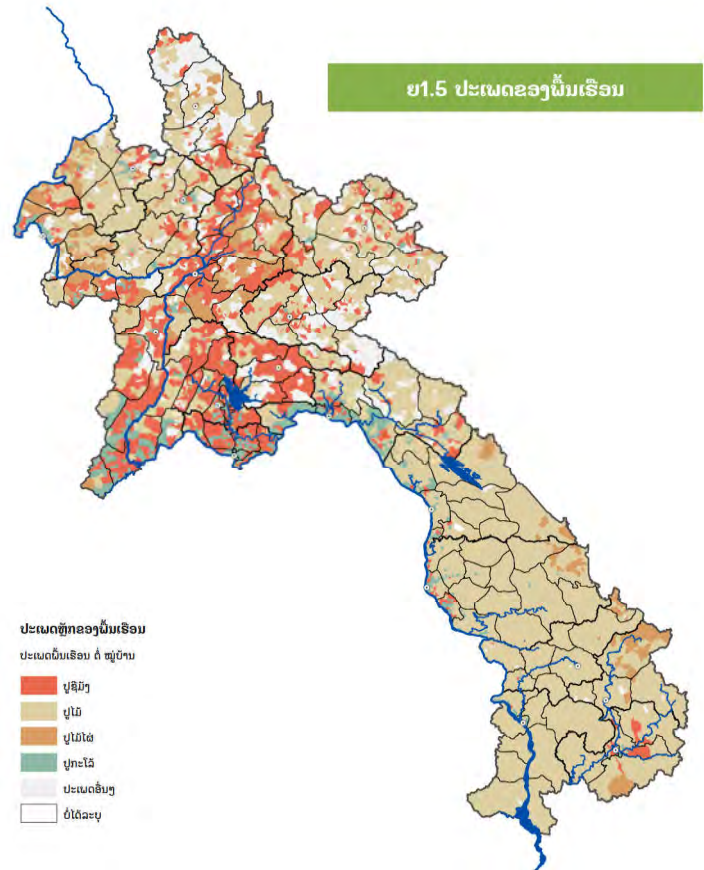 ຍ1.5 ປະເພດຂອງພື້ນເຮືອນ
ປະເພດຫຼັກຂອງພື້ນເຮືອນ
ປະເພດພື້ນເຮືອນ ຕໍ່ ໝູ່ບ້ານ
ປູຊີມັງ
ປູໄມ້
ປູໄມ້ໄຜ່
ປູກະໂລ້
ປະເພດອື່ນໆ
ບໍ່ໄດ້ລະບຸ